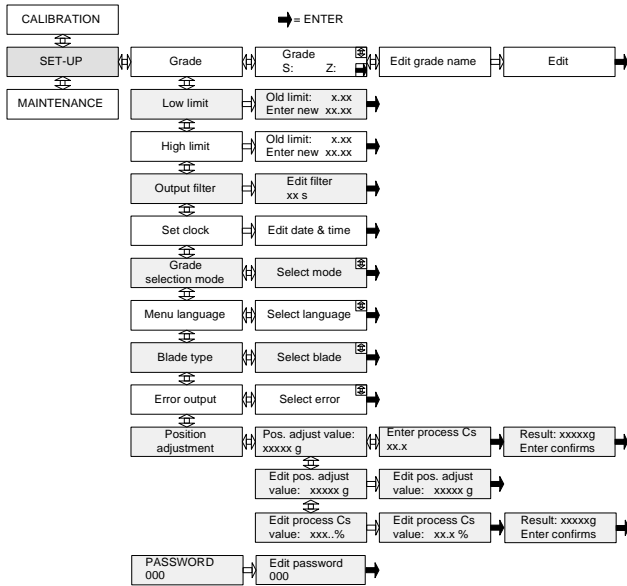 CALIBRATION
= ENTER
SET-UP
Grade
Grade
S: Z:
Edit grade name
Edit
MAINTENANCE
Low limit
Old limit: x.xx
Enter new xx.xx
High limit
Old limit: x.xx
Enter new xx.xx
Output filter
Edit filter
xx s
Set clock
Edit date & time
Grade
selection mode
Select mode
Menu language
Select language
Blade type
Select blade
Error output
Select error
Position
adjustment
Pos. adjust value:
xxxxx g
Enter process Cs
xx.x
Result: xxxxxg
Enter confirms
Edit pos. adjust
value: xxxxx g
Edit pos. adjust
value: xxxxx g
Edit process Cs
value: xxx..%
Edit process Cs
value: xx.x %
Result: xxxxxg
Enter confirms
PASSWORD
000
Edit password
000